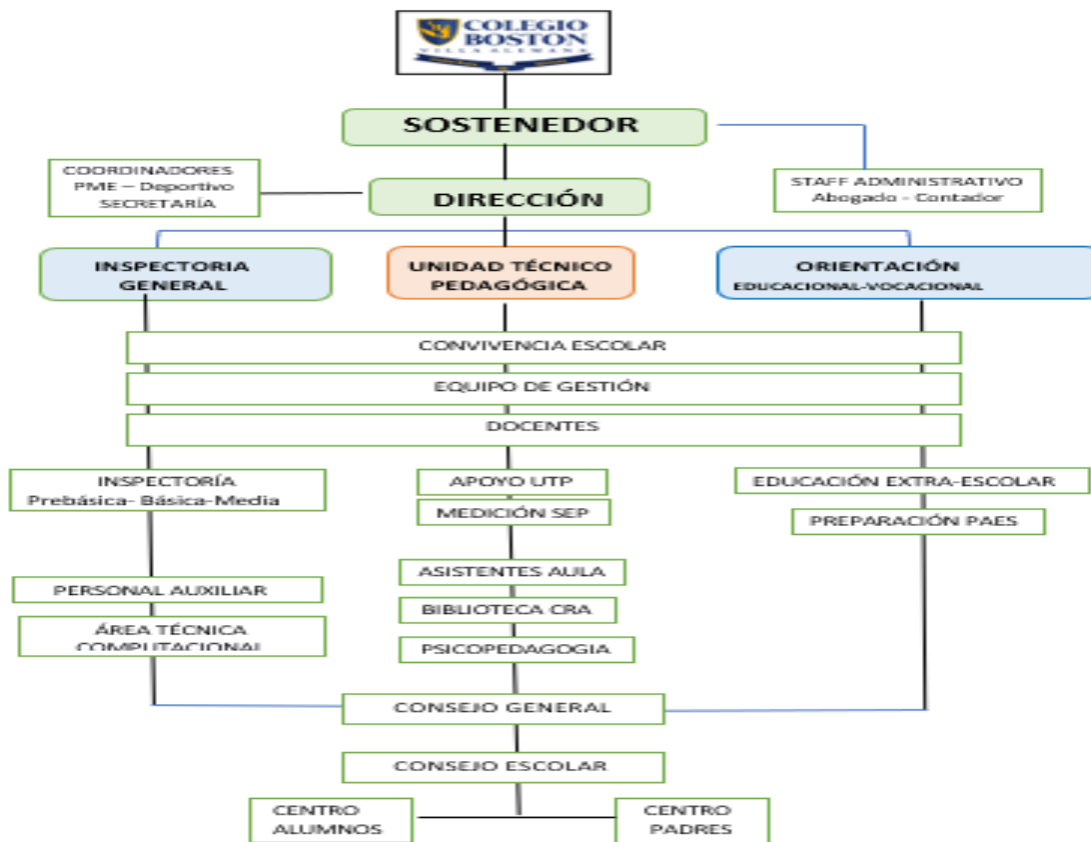 COLEGIO
BOSTON
VILLA ALEMANA
SOSTENEDOR
COORDINADORES
PME – Deportivo
SECRETARÍA
DIRECCIÓN
STAFF ADMINISTRATIVO
Abogado - Contador
INSPECTORIA
GENERAL
UNIDAD TÉCNICO
PEDAGÓGICA
ORIENTACIÓN
EDUCACIONAL-VOCACIONAL
CONVIVENCIA ESCOLAR
EQUIPO DE GESTIÓN
DOCENTES
INSPECTORÍA
Prebásica- Básica-Media
APOYO UTP
MEDICIÓN SEP
EDUCACIÓN EXTRA-ESCOLAR
PREPARACIÓN PAES
PERSONAL AUXILIAR
ÁREA TÉCNICA
COMPUTACIONAL
ASISTENTES AULA
BIBLIOTECA CRA
PSICOPEDAGOGIA
CONSEJO GENERAL
CONSEJO ESCOLAR
CENTRO
ALUMNOS
CENTRO
PADRES